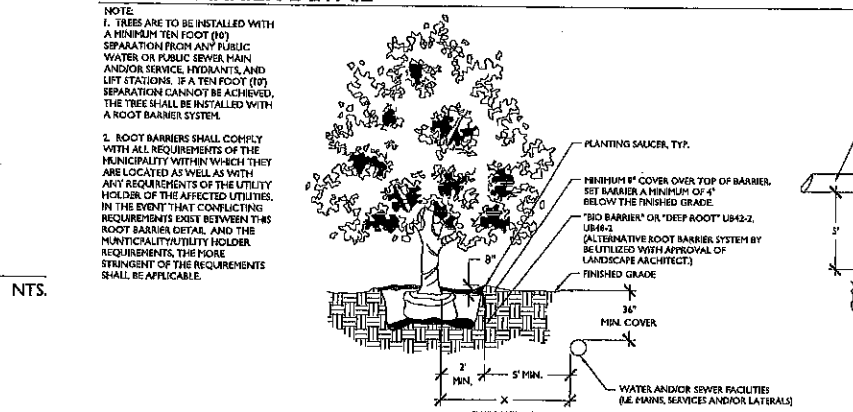 NOTE:
1. TREES ARE TO BE INSTALLED WITH
A MINIMUM TEN FOOT (10')
SEPARATION FROM ANY PUBLIC
WATER OR PUBLIC SEWER MAIN
AND/OR SERVICE, HYDRANTS, AND
LIFT STATIONS. IF A TEN FOOT (10')
SEPARATION CANNOT BE ACHIEVED,
THE TREE SHALL BE INSTALLED WITH
A ROOT BARRIER SYSTEM.
2. ROOT BARRIERS SHALL COMPLY
WITH ALL REQUIREMENTS OF THE
MUNICIPALITY WITHIN WHICH THEY
ARE LOCATED AS WELL AS WITH
ANY REQUIREMENTS OF THE UTILITY
HOLDER OF THE AFFECTED UTILITIES.
IN THE EVENT THAT CONFLICTING
REQUIREMENTS EXIST BETWEEN THIS
ROOT BARRIER DETAIL AND THE
MUNTICPALITY/UTILITY HOLDER
REQUIREMENTS, THE MORE
STRINGENT OF THE REQUIREMENTS
SHALL BE APPLICABLE.
NTS.
PLANTING SAUCER, TYP.
MINIMUM 8" COVER OVER TOP OF BARRIER,
SET BARRIER A MINIMUM OF 4"
BELOW THE FINISHED GRADE.
"BIO BARRIER" OR "DEEP ROOT" UB42-2,
UB48-2
(ALTERNATIVE ROOT BARRIER SYSTEM BY
BE UTILIZED WITH APPROVAL OF
LANDSCAPE ARCHITECT.)
8"
FINISHED GRADE
36"
MIN. COVER
2'
MIN.
5' MIN.
X
WATER AND/OR SEWER FACILITIES
(I.E. MAINS, SERVICES AND/OR LATERALS)
5'